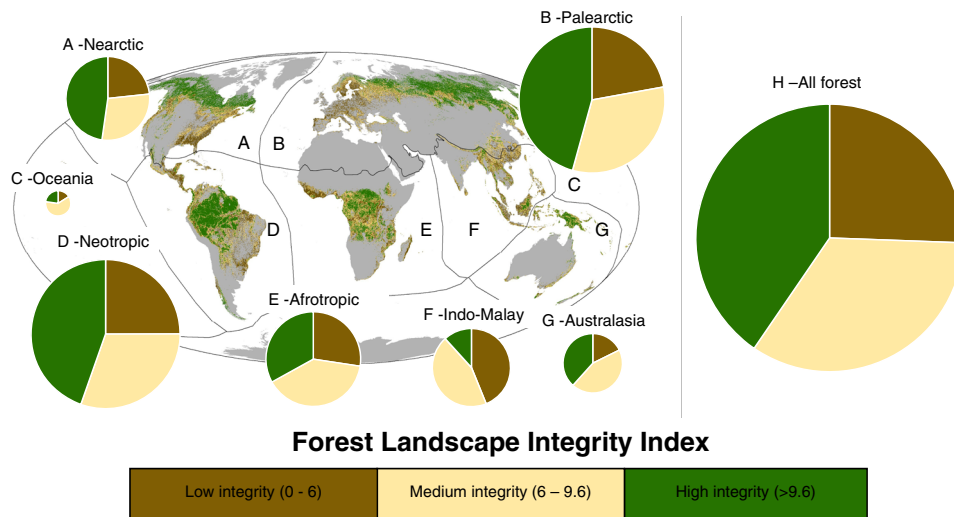 A -Nearctic
B -Palearctic
H –All forest
A
B
C -Oceania
C
D -Neotropic
D
E
F
G
E -Afrotropic
F -Indo-Malay
G -Australasia
Forest Landscape Integrity Index
Low integrity (0 - 6)
Medium integrity (6 – 9.6)
High integrity (>9.6)